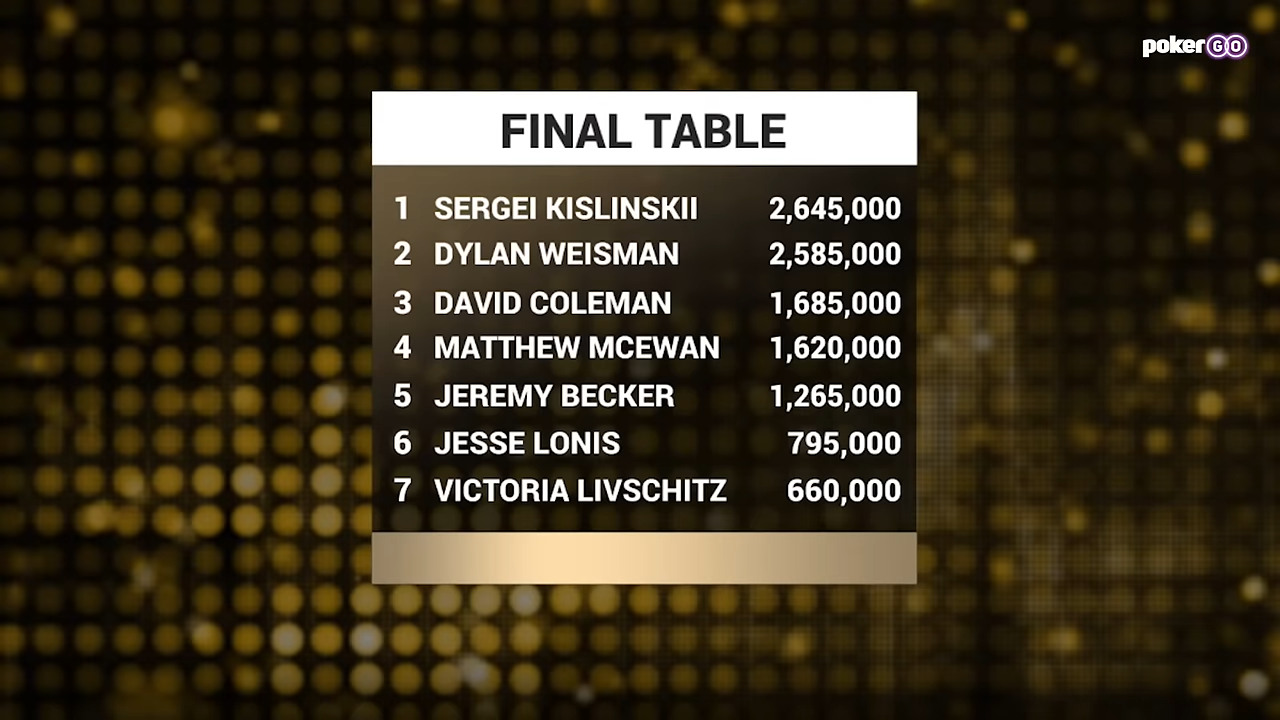 pokerGO
FINAL TABLE
1 SERGEI KISLINSKII 2,645,000
2 DYLAN WEISMAN 2,585,000
3 DAVID COLEMAN 1,685,000
4 MATTHEW MCEWAN 1,620,000
5 JEREMY BECKER 1,265,000
6 JESSE LONIS 795,000
7 VICTORIA LIVSCHITZ 660,000